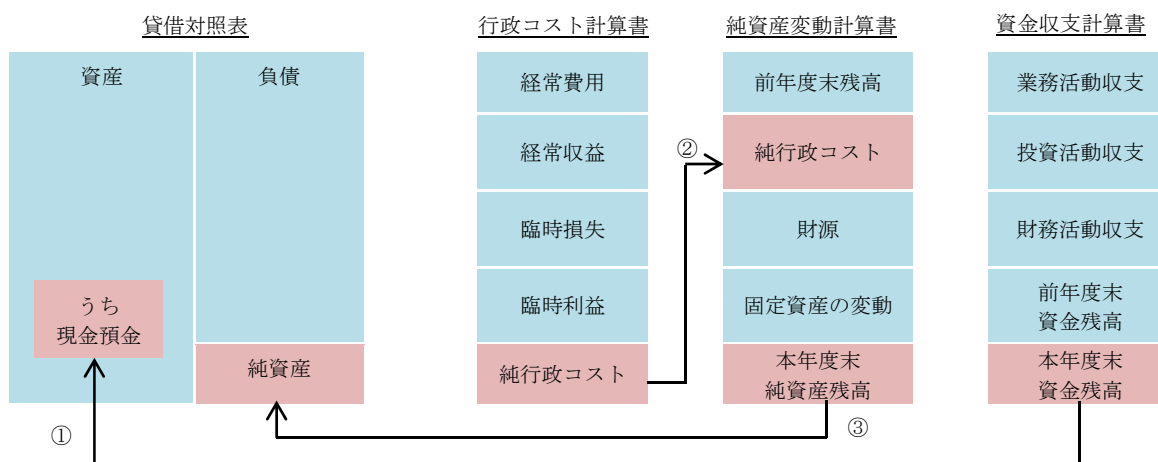 貸借対照表
行政コスト計算書
純資産変動計算書
資金収支計算書
資産
負債
うち
現金預金
純資産
経常費用
経常収益
臨時損失
臨時利益
純行政コスト
前年度末残高
純行政コスト
財源
固定資産の変動
本年度末
純資産残高
業務活動収支
投資活動収支
財務活動収支
前年度末
資金残高
本年度末
資金残高
①
②
③